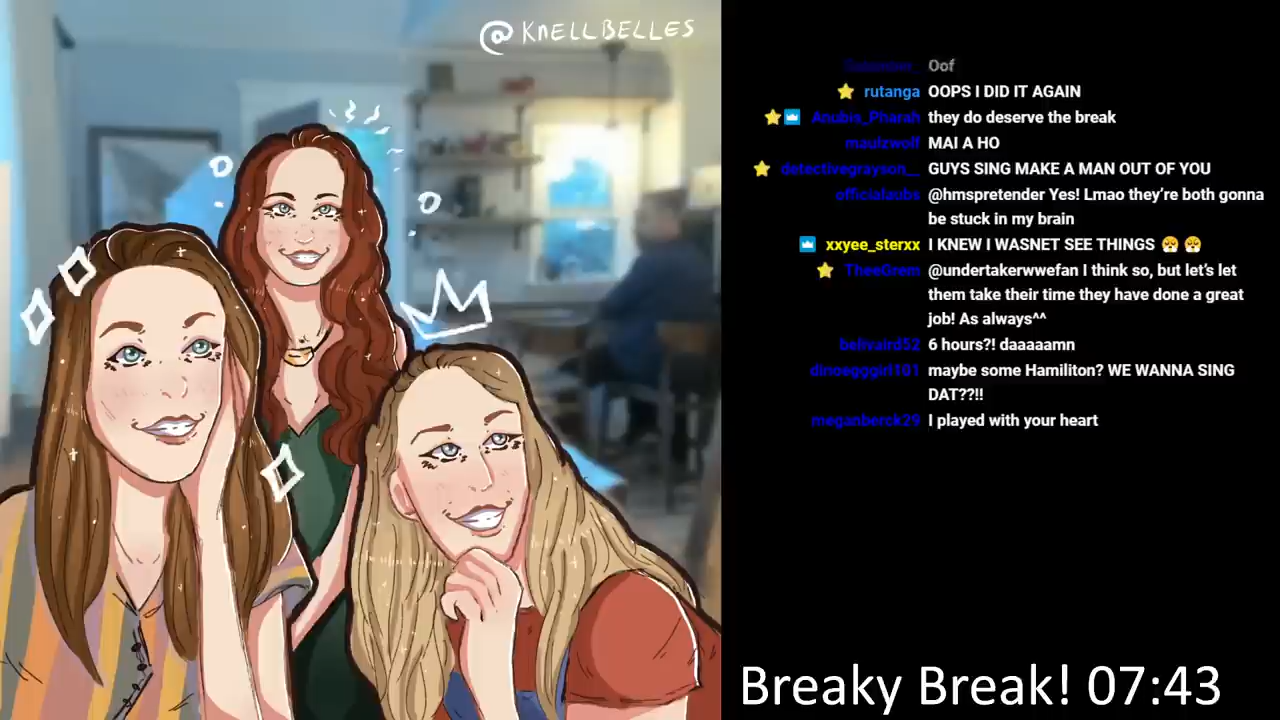 @KNELLBELLES
Oof
rutanga OOPS I DID IT AGAIN
Anubis_Pharah they do deserve the break
maulzwolf MAI A HO
detectivegrayson__ GUYS SING MAKE A MAN OUT OF YOU
officialaubs @hmspretender Yes! Lmao they're both gonna
be stuck in my brain
xxyee_sterxx I KNEW I WASNET SEE THINGS 😤 😤
TheeGrem @undertakerwwefan I think so, but let's let
them take their time they have done a great
job! As always^^
belivaird52 6 hours?! daaaaamn
dinoegggirl101 maybe some Hamiliton? WE WANNA SING
DAT??!!
meganberck29 I played with your heart
Breaky Break! 07:43